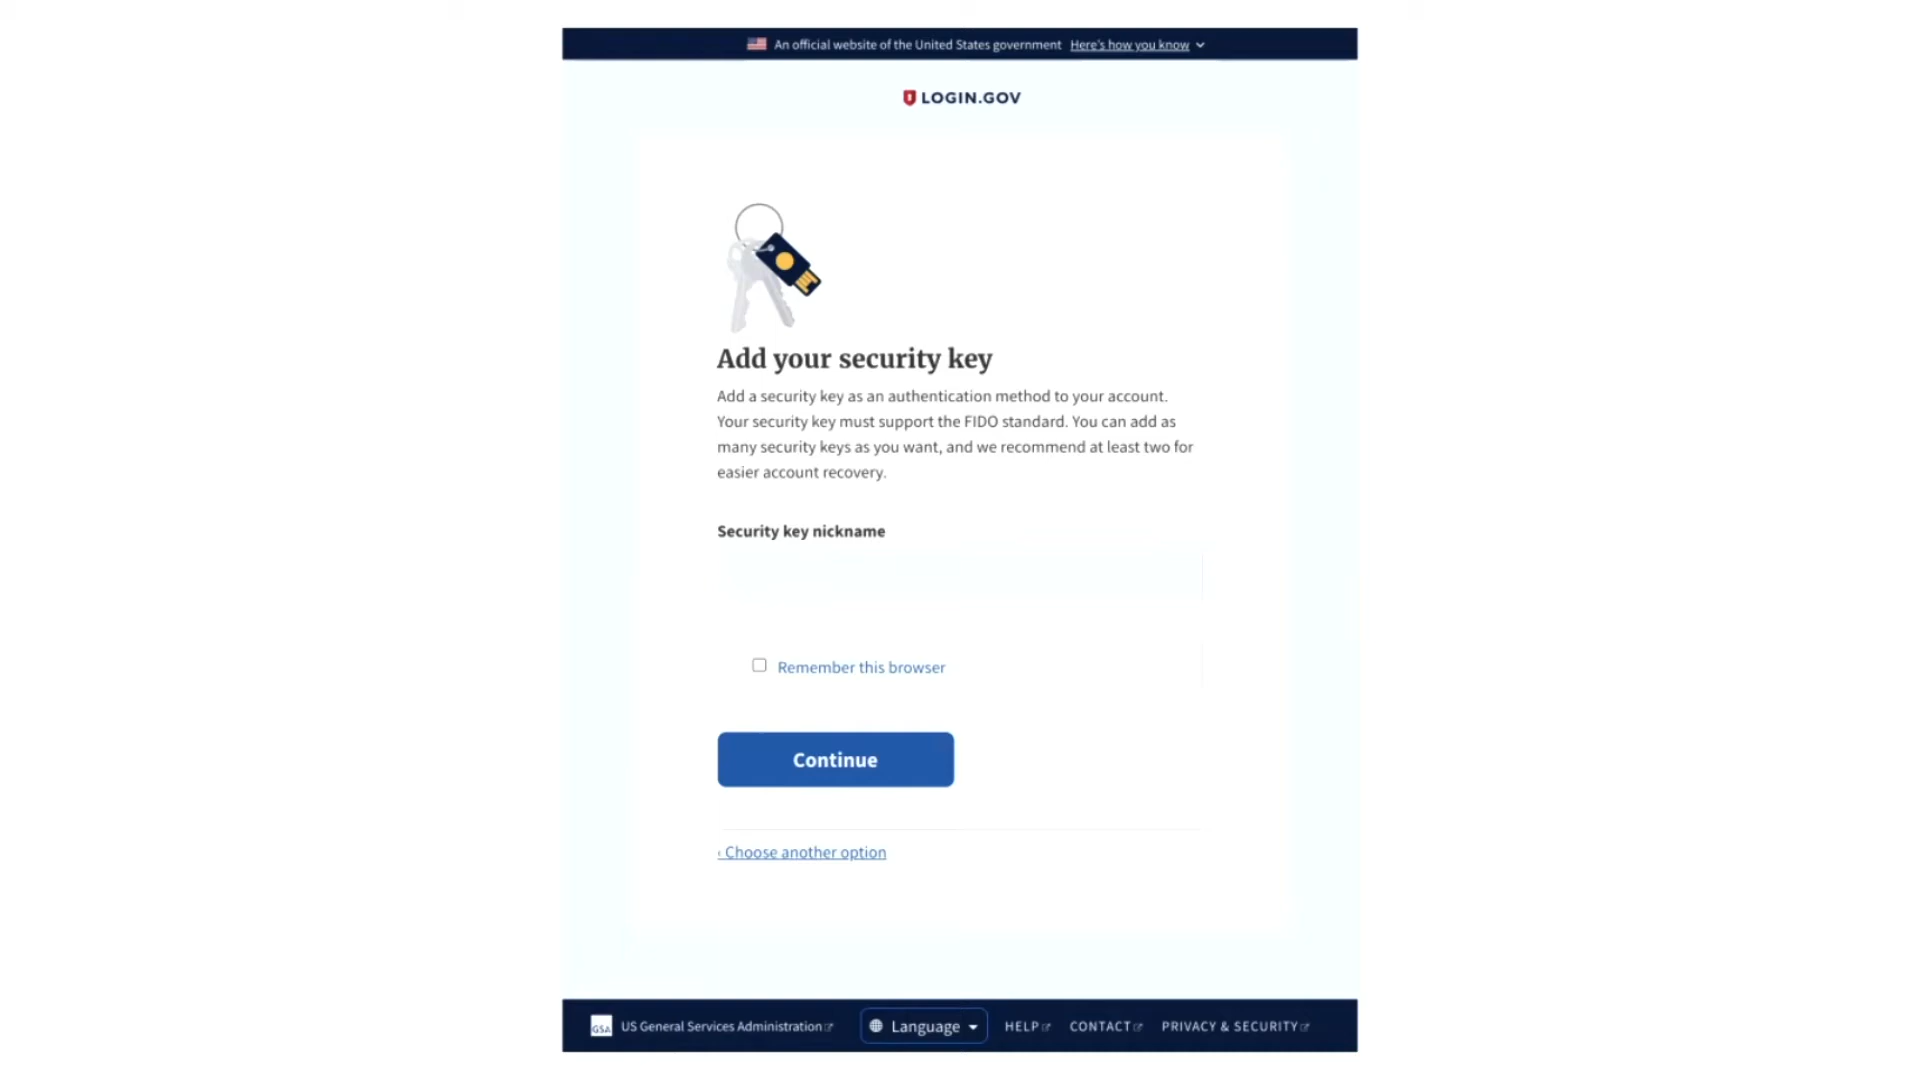 An official website of the United States government Here's how you know
LOGIN.GOV
Add your security key
Add a security key as an authentication method to your account.
Your security key must support the FIDO standard. You can add as
many security keys as you want, and we recommend at least two for
easier account recovery.
Security key nickname
Remember this browser
Continue
‹ Choose another option
GSA US General Services Administration Language HELP CONTACT PRIVACY & SECURITY